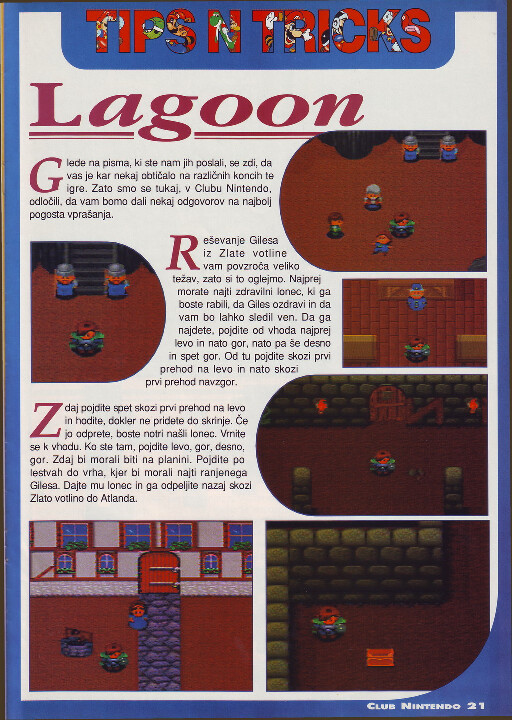 TIPS N TRICKS
Lagoon
Glede na pisma, ki ste nam jih poslali, se zdi, da
vas je kar nekaj obtičalo na različnih koncih te
igre. Zato smo se tukaj, v Clubu Nintendo,
odločili, da vam bomo dali nekaj odgovorov na najbolj
pogosta vprašanja.
Reševanje Gilesa
iz Zlate votline
vam povzroča veliko
težav, zato si to oglejmo. Najprej
morate najti zdravilni lonec, ki ga
boste rabili, da Giles ozdravi in da
vam bo lahko sledil ven. Da ga
najdete, pojdite od vhoda najprej
levo in nato gor, nato pa še desno
in spet gor. Od tu pojdite skozi prvi
prehod na levo in nato skozi
prvi prehod navzgor.
Zdaj pojdite spet skozi prvi prehod na levo
in hodite, dokler ne pridete do skrinje. Če
jo odprete, boste notri našli lonec. Vrnite
se k vhodu. Ko ste tam, pojdite levo, gor, desno,
gor. Zdaj bi morali biti na planini. Pojdite po
lestvah do vrha, kjer bi morali najti ranjenega
Gilesa. Dajte mu lonec in ga odpeljite nazaj skozi
Zlato votlino do Atlanda.
CLUB NINTENDO 21